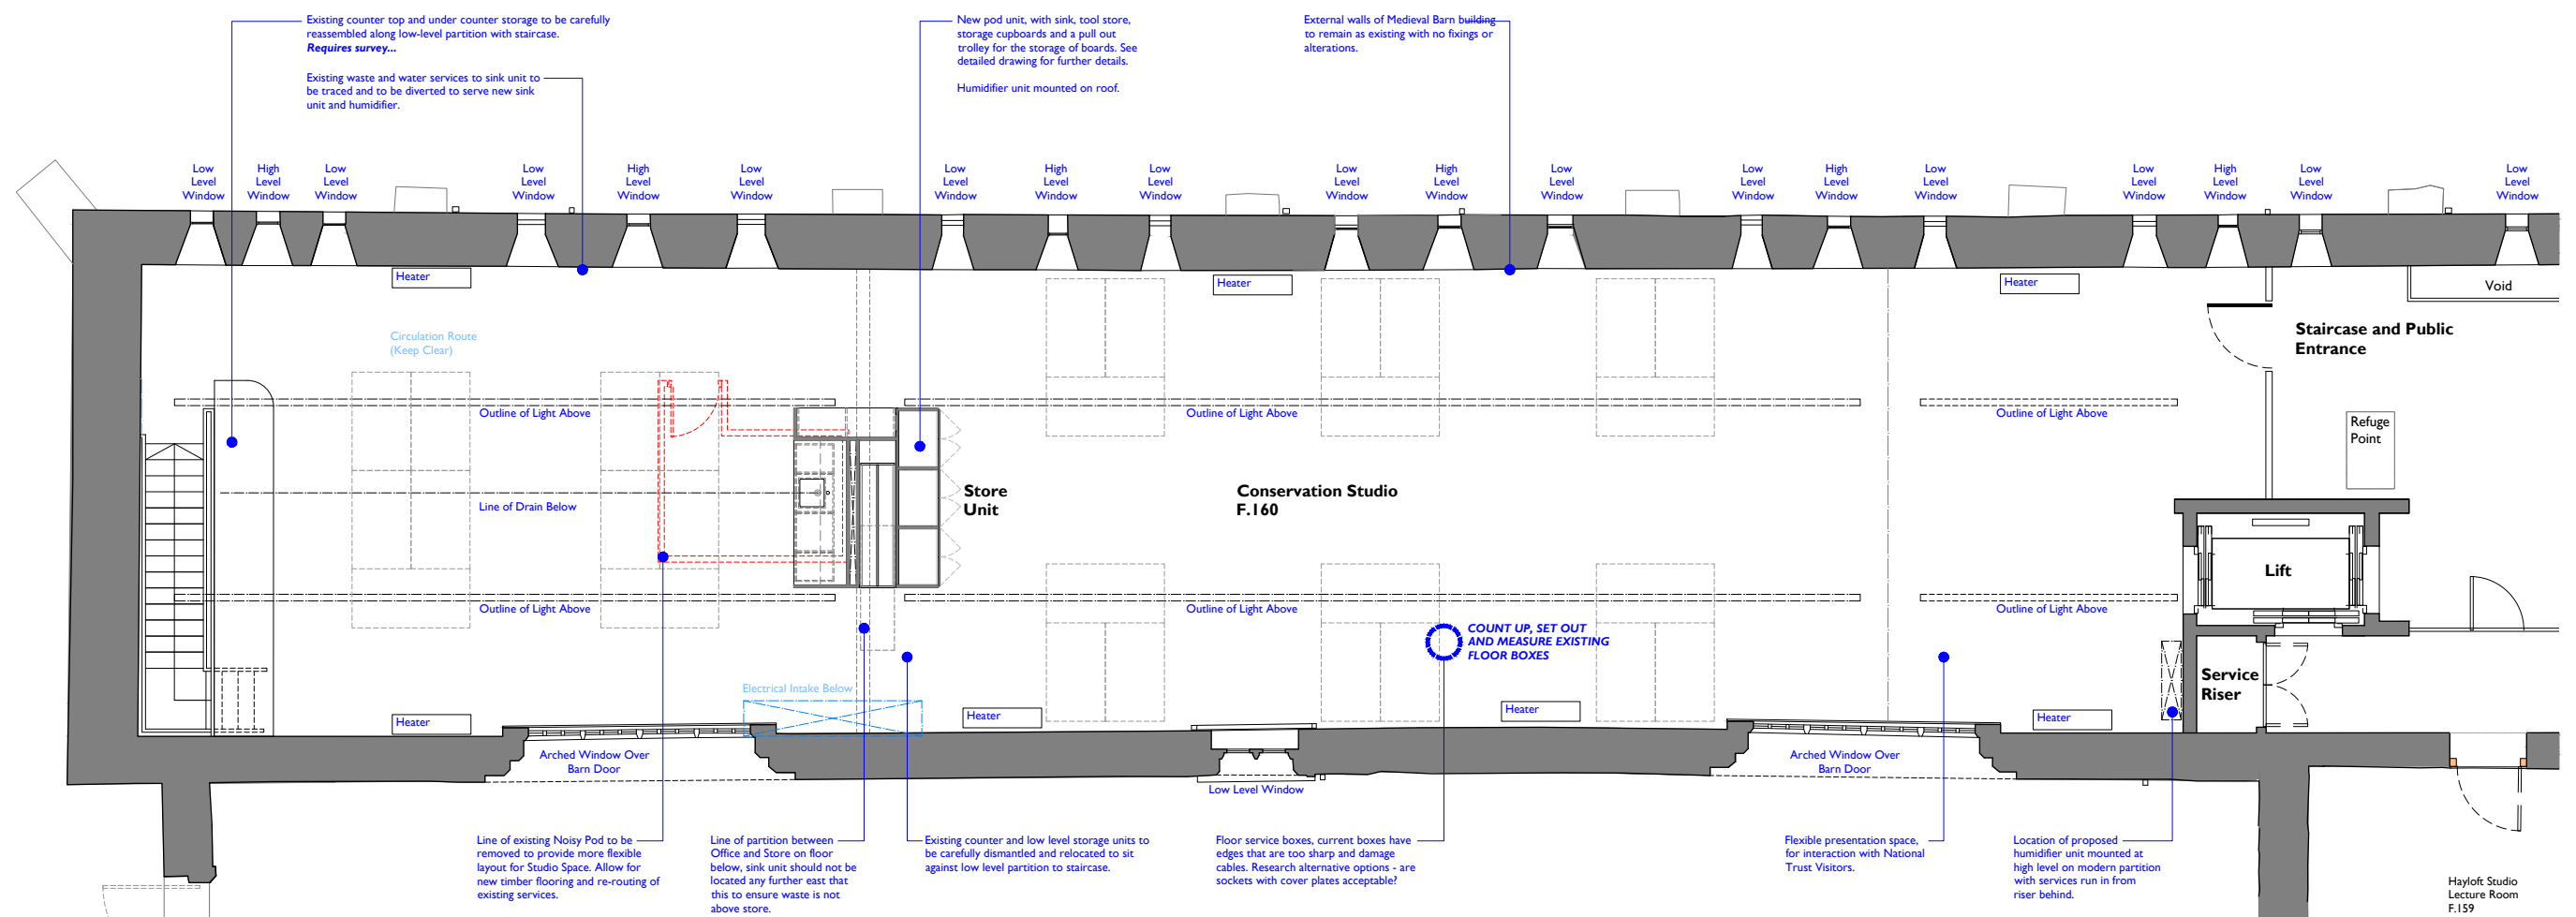 Existing counter top and under counter storage to be carefully
reassembled along low-level partition with staircase.
Requires survey...
Existing waste and water services to sink unit to
be traced and to be diverted to serve new sink
unit and humidifier.
New pod unit, with sink, tool store,
storage cupboards and a pull out
trolley for the storage of boards. See
detailed drawing for further details.
Humidifier unit mounted on roof.
External walls of Medieval Barn building
to remain as existing with no fixings or
alterations.
Low
Level
Window
High
Level
Window
Low
Level
Window
Low
Level
Window
High
Level
Window
Low
Level
Window
Low
Level
Window
High
Level
Window
Low
Level
Window
Low
Level
Window
High
Level
Window
Low
Level
Window
Low
Level
Window
High
Level
Window
Low
Level
Window
Low
Level
Window
High
Level
Window
Low
Level
Window
Low
Level
Window
Heater
Heater
Heater
Void
Circulation Route
(Keep Clear)
Staircase and Public
Entrance
Outline of Light Above
Outline of Light Above
Outline of Light Above
Refuge
Point
Line of Drain Below
Store
Unit
Conservation Studio
F.160
Lift
Outline of Light Above
Outline of Light Above
Outline of Light Above
COUNT UP, SET OUT
AND MEASURE EXISTING
FLOOR BOXES
Service
Riser
Electrical Intake Below
Heater
Heater
Heater
Heater
Arched Window Over
Barn Door
Low Level Window
Arched Window Over
Barn Door
Line of existing Noisy Pod to be
removed to provide more flexible
layout for Studio Space. Allow for
new timber flooring and re-routing of
existing services.
Line of partition between
Office and Store on floor
below, sink unit should not be
located any further east that
this to ensure waste is not
above store.
Existing counter and low level storage units to
be carefully dismantled and relocated to sit
against low level partition to staircase.
Floor service boxes, current boxes have
edges that are too sharp and damage
cables. Research alternative options - are
sockets with cover plates acceptable?
Flexible presentation space,
for interaction with National
Trust Visitors.
Location of proposed
humidifier unit mounted at
high level on modern partition
with services run in from
riser behind.
Hayloft Studio
Lecture Room
F.159